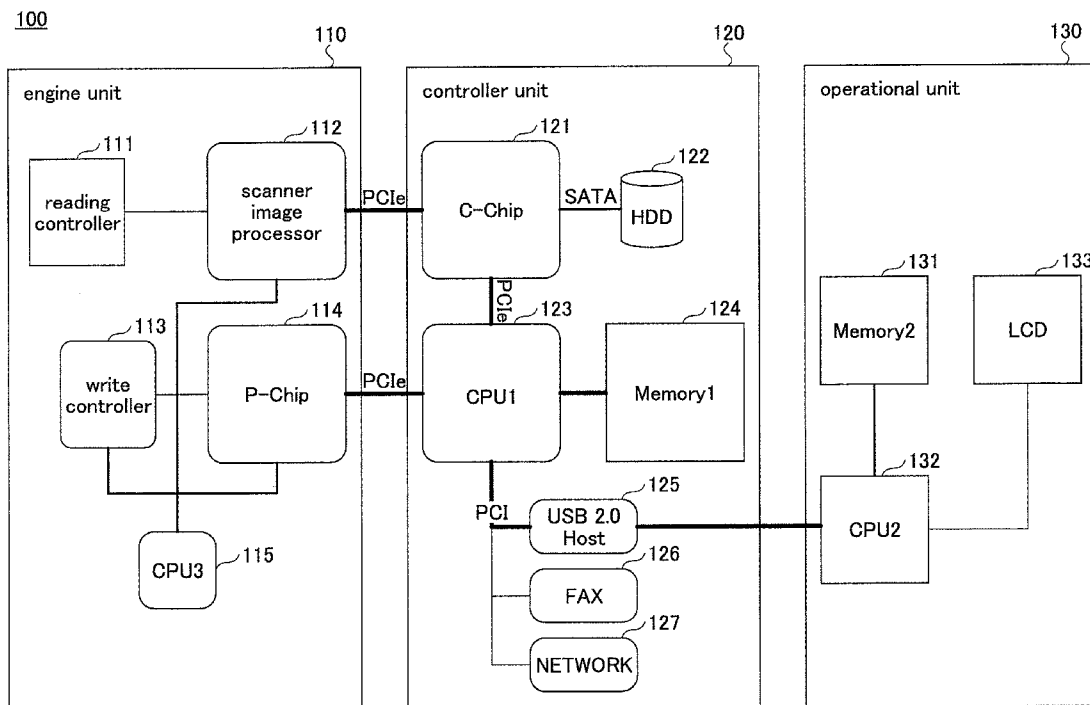 100
110
120
130
engine unit
controller unit
operational unit
111
112
121
122
reading
controller
scanner
image
processor
PCIe
C-Chip
SATA
HDD
PCIe
113
114
123
124
131
133
write
controller
P-Chip
PCIe
CPU1
Memory1
Memory2
LCD
PCI
125
132
USB 2.0
Host
CPU2
CPU3
115
126
FAX
127
NETWORK